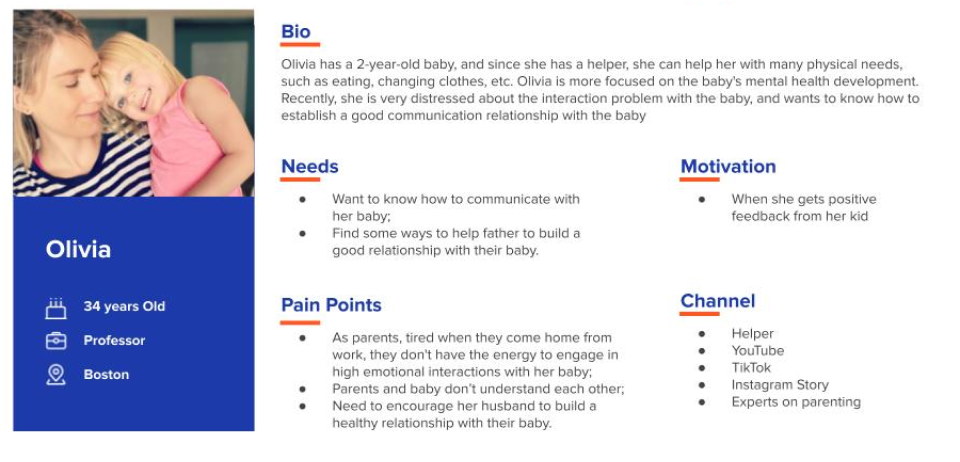 Olivia
34 years Old
Professor
Boston
Bio
Olivia has a 2-year-old baby, and since she has a helper, she can help her with many physical needs,
such as eating, changing clothes, etc. Olivia is more focused on the baby's mental health development.
Recently, she is very distressed about the interaction problem with the baby, and wants to know how to
establish a good communication relationship with the baby
Needs
● Want to know how to communicate with
her baby;
● Find some ways to help father to build a
good relationship with their baby.
Motivation
● When she gets positive
feedback from her kid
Pain Points
● As parents, tired when they come home from
work, they don't have the energy to engage in
high emotional interactions with her baby;
● Parents and baby don't understand each other;
● Need to encourage her husband to build a
healthy relationship with their baby.
Channel
● Helper
● YouTube
● TikTok
● Instagram Story
● Experts on parenting